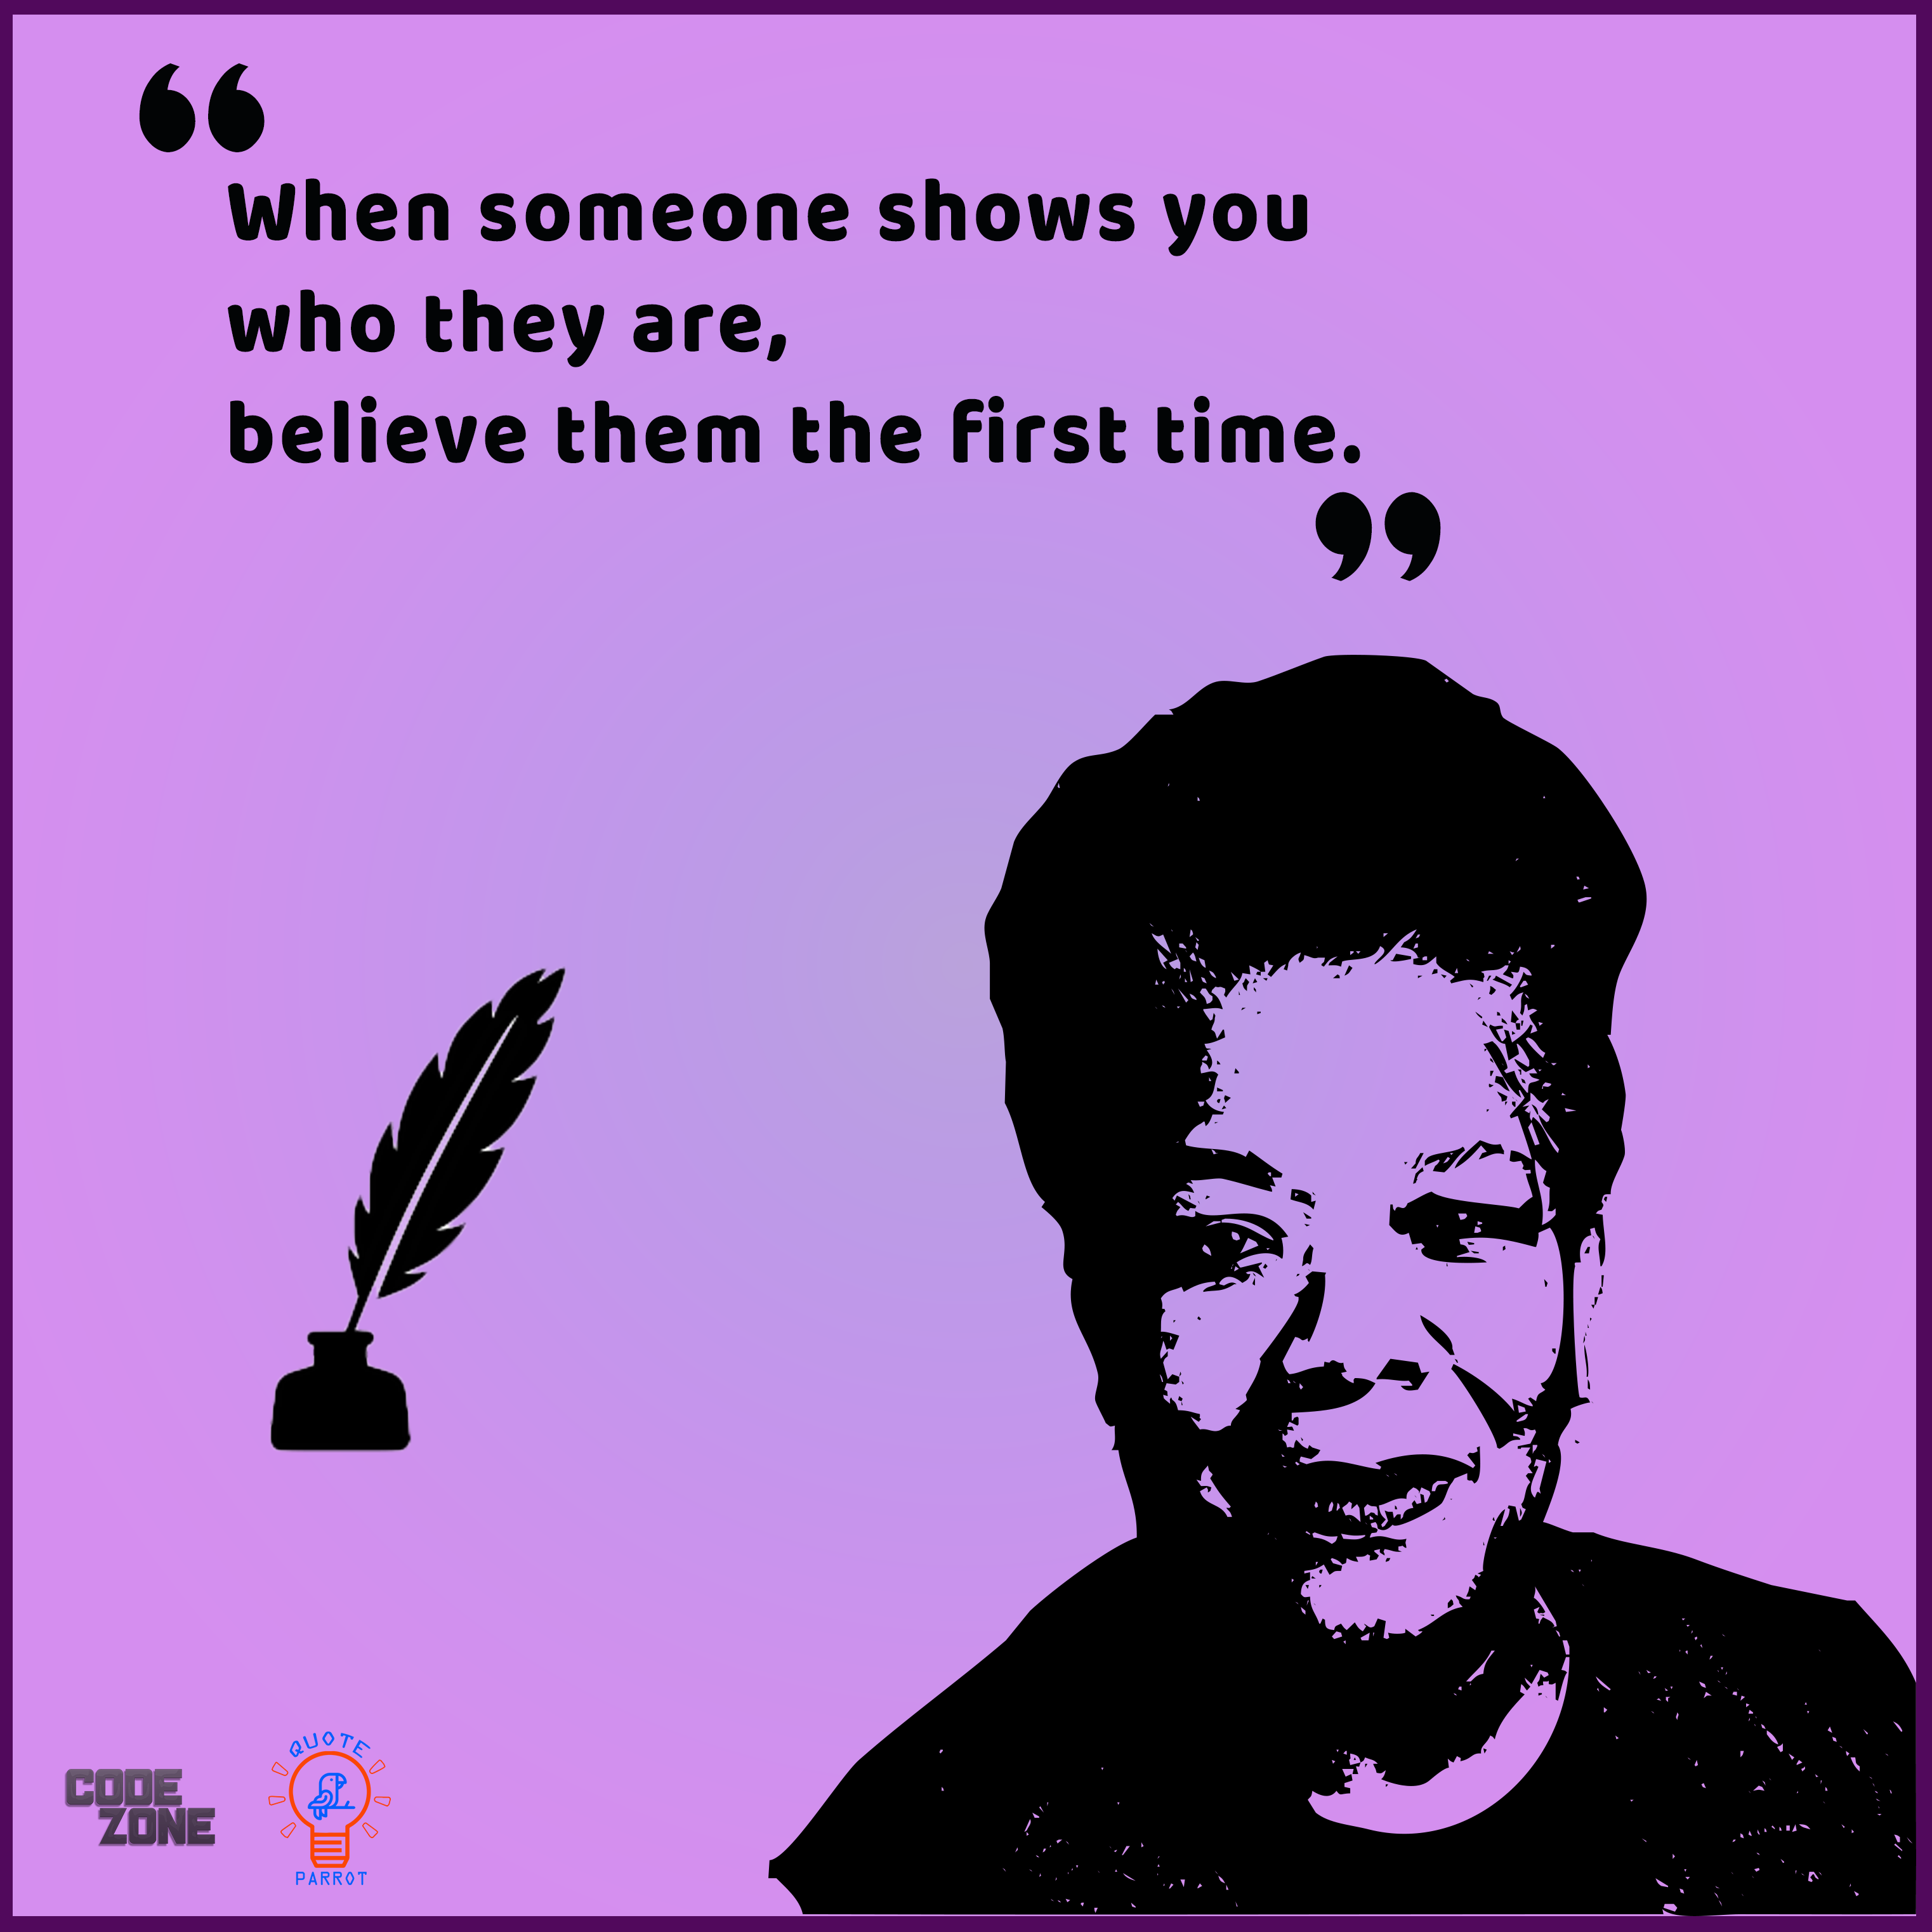 “
When someone shows you
who they are,
believe them the first time.
”
CODE
ZONE
QUOTE
PARROT